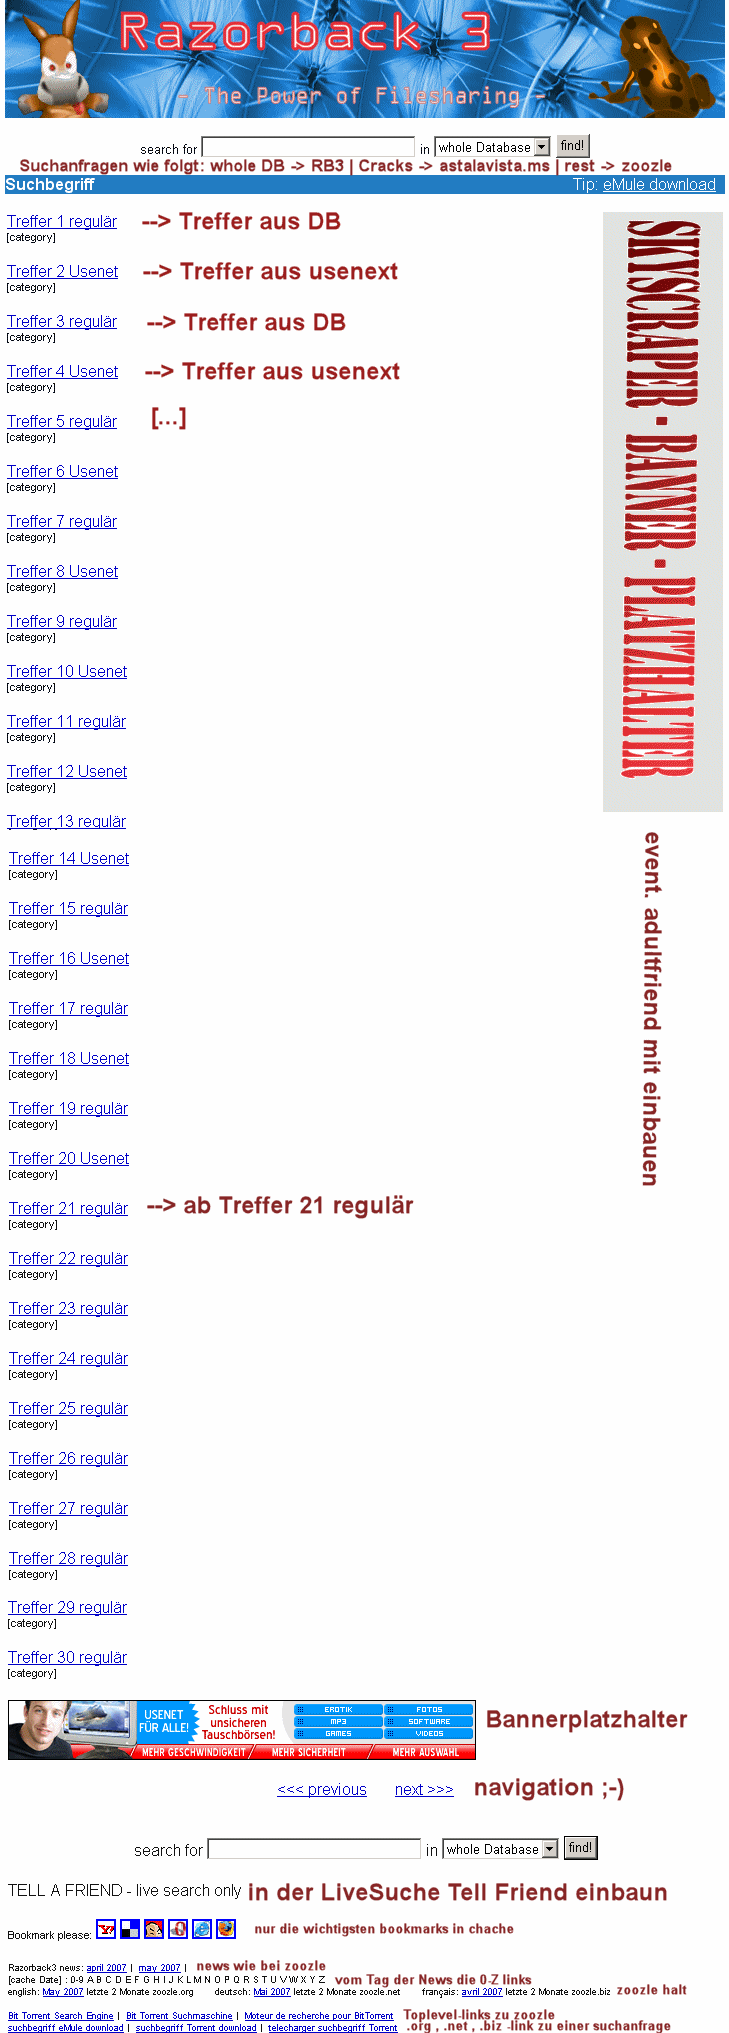 Razorback 3
- The Power of Filesharing -
search for in whole Database find!
Suchanfragen wie folgt: whole DB -> RB3 | Cracks -> astalavista.ms | rest -> zoozle
Suchbegriff Tip: eMule download
Treffer 1 regulär --> Treffer aus DB
[category]
Treffer 2 Usenet --> Treffer aus usenext
[category]
Treffer 3 regulär --> Treffer aus DB
[category]
Treffer 4 Usenet --> Treffer aus usenext
[category]
Treffer 5 regulär [...]
[category]
Treffer 6 Usenet
[category]
Treffer 7 regulär
[category]
Treffer 8 Usenet
[category]
Treffer 9 regulär
[category]
Treffer 10 Usenet
[category]
Treffer 11 regulär
[category]
Treffer 12 Usenet
[category]
Treffer 13 regulär
SKYSCRAPER · BANNER · PLATZHALTER
Treffer 14 Usenet
[category]
Treffer 15 regulär
[category]
Treffer 16 Usenet
[category]
Treffer 17 regulär
[category]
Treffer 18 Usenet
[category]
Treffer 19 regulär
[category]
Treffer 20 Usenet
[category]
event. adultfriend mit einbauen
Treffer 21 regulär --> ab Treffer 21 regulär
[category]
Treffer 22 regulär
[category]
Treffer 23 regulär
[category]
Treffer 24 regulär
[category]
Treffer 25 regulär
[category]
Treffer 26 regulär
[category]
Treffer 27 regulär
[category]
Treffer 28 regulär
[category]
Treffer 29 regulär
[category]
Treffer 30 regulär
[category]
USENET FÜR ALLE!
Schluss mit unsicheren Tauschbörsen!
EROTIK FOTOS
MP3 SOFTWARE
GAMES VIDEOS
MEHR GESCHWINDIGKEIT MEHR SICHERHEIT MEHR AUSWAHL
Bannerplatzhalter
<<< previous next >>> navigation ;-)
search for in whole Database find!
TELL A FRIEND - live search only in der LiveSuche Tell Friend einbaun
Bookmark please: nur die wichtigsten bookmarks in chache
Razorback3 news: april 2007 | may 2007 | news wie bei zoozle
[cache Date] : 0-9 A B C D E F G H I J K L M N O P Q R S T U V W X Y Z vom Tag der News die 0-Z links
english: May 2007 letzte 2 Monate zoozle.org deutsch: Mai 2007 letzte 2 Monate zoozle.net français: avril 2007 letzte 2 Monate zoozle.biz zoozle halt
Bit Torrent Search Engine | Bit Torrent Suchmaschine | Moteur de recherche pour BitTorrent Toplevel-links zu zoozle
suchbegriff eMule download | suchbegriff Torrent download | telecharger suchbegriff Torrent .org , .net , .biz -link zu einer suchanfrage